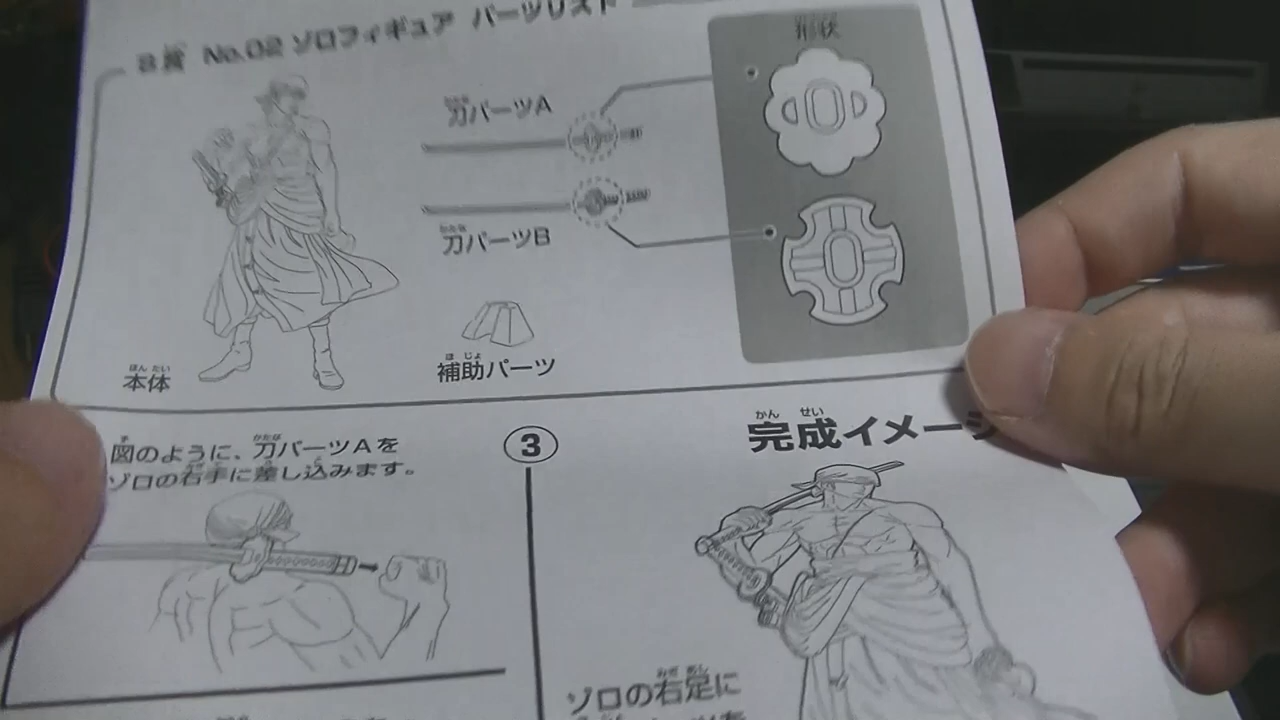 B賞 No.02 ゾロフィギュア パーツリスト
形状
刀パーツA
刀パーツB
本体
補助パーツ
図のように、刀パーツAを
ゾロの右手に差し込みます。
3
完成イメージ
ゾロの右足に